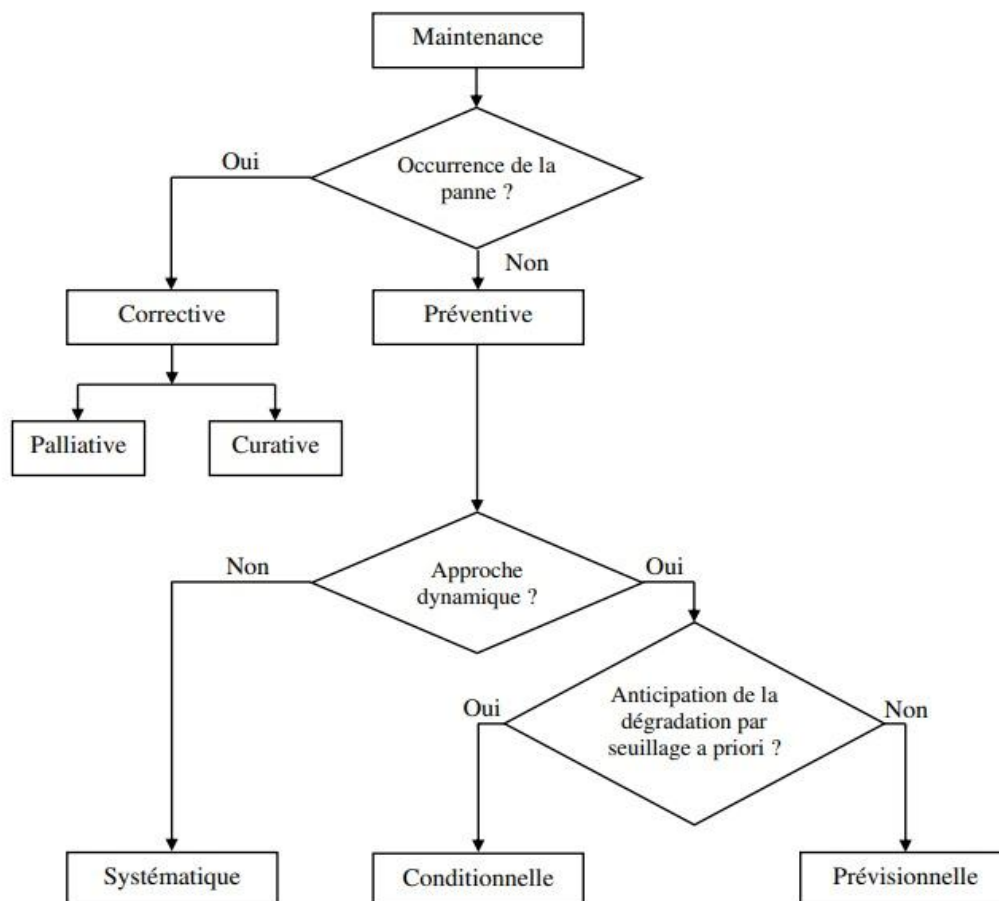 Maintenance
Occurrence de la
panne ?
Oui
Non
Corrective
Préventive
Palliative
Curative
Approche
dynamique ?
Non
Oui
Anticipation de la
dégradation par
seuillage a priori ?
Oui
Non
Systématique
Conditionnelle
Prévisionnelle